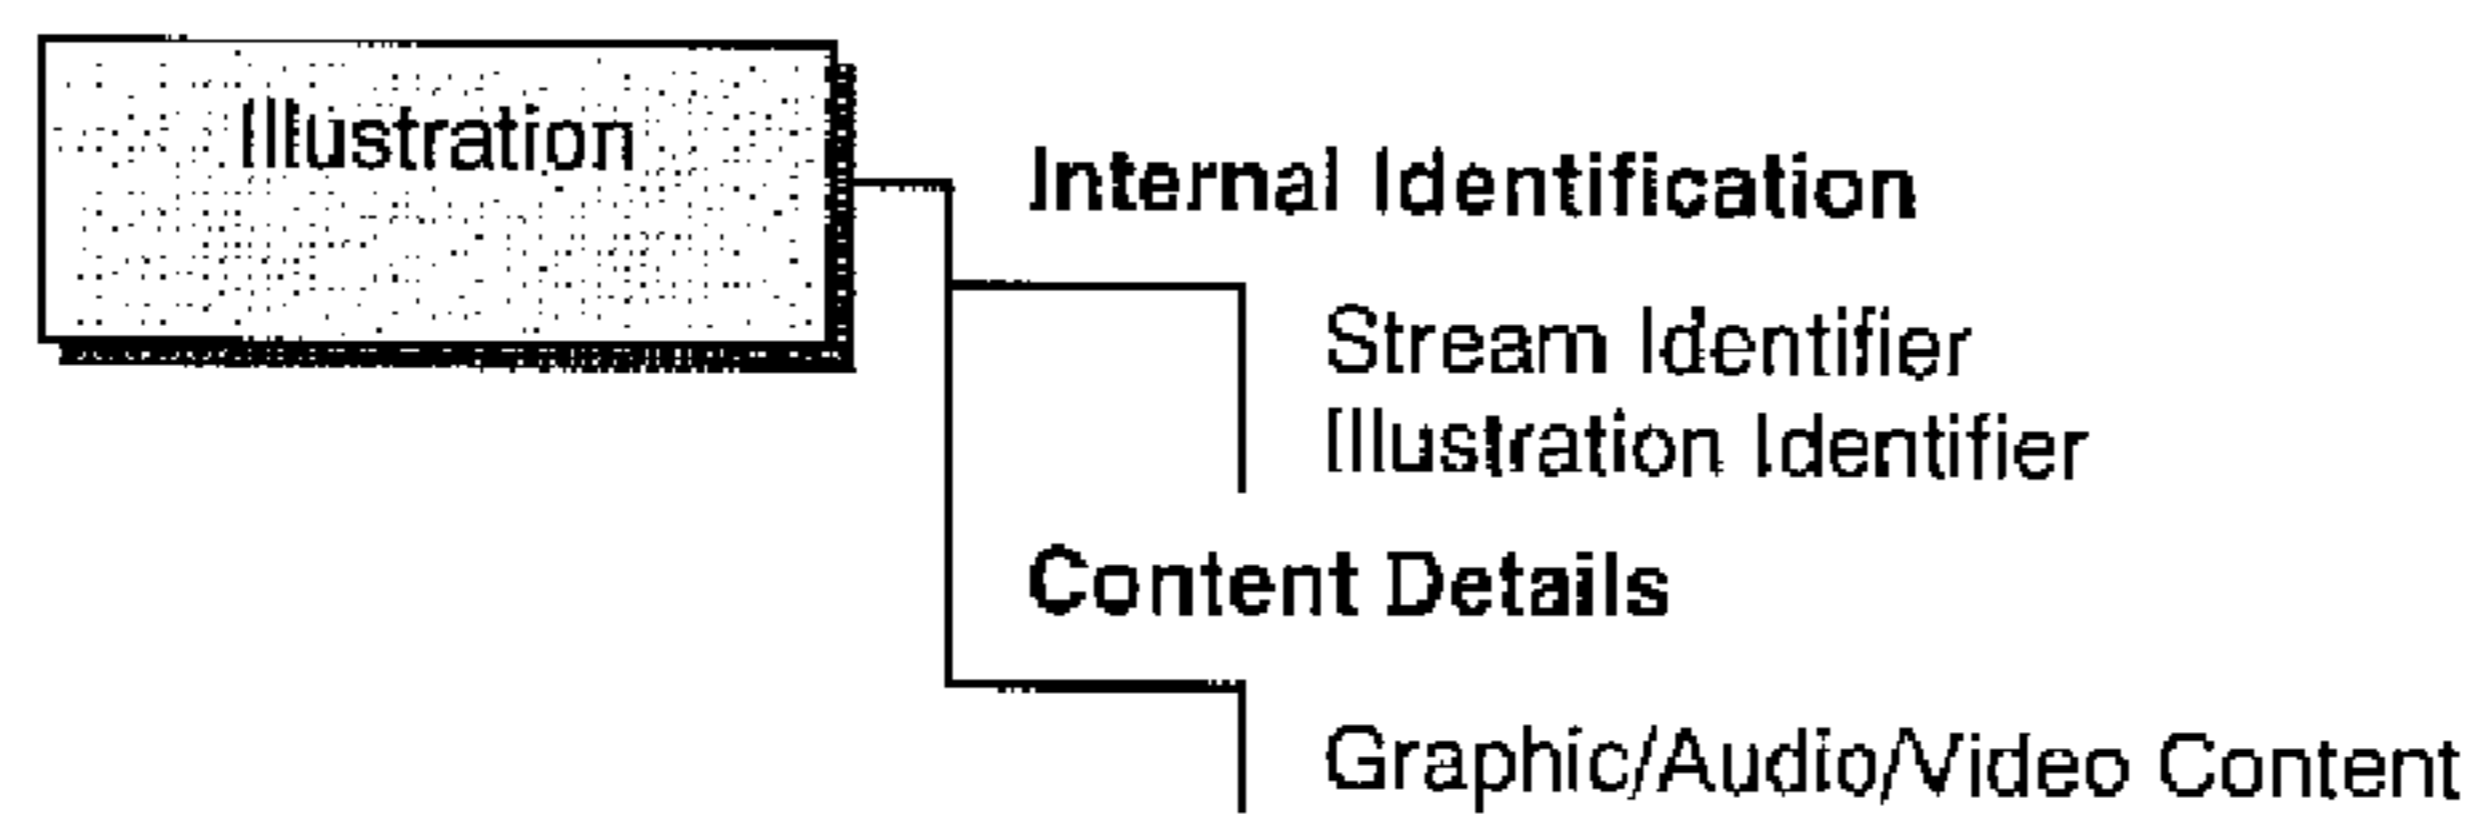 Illustration
Internal Identification
Stream Identifier
Illustration Identifier
Content Details
Graphic/Audio/Video Content